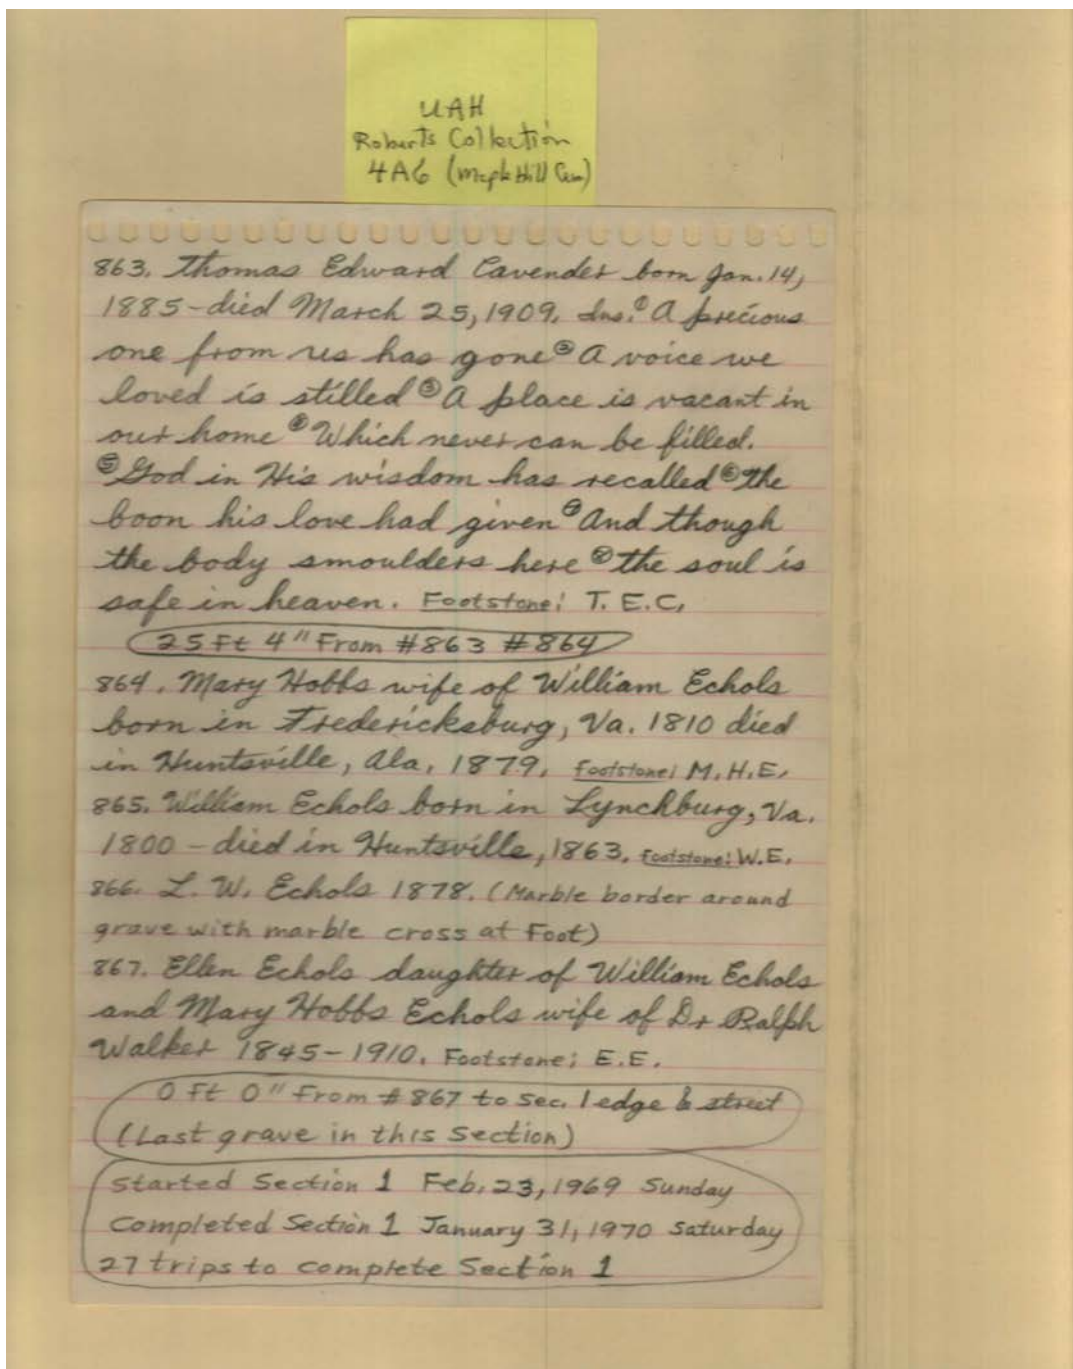 UAH
Roberts Collection
4A6 (Maple Hill Cem)
863. Thomas Edward Cavender born Jan. 14,
1885-died March 25, 1909. Ins. ① A precious
one from us has gone ② A voice we
loved is stilled ③ A place is vacant in
our home ④ Which never can be filled.
⑤ God in His wisdom has recalled ⑥ the
boon his love had given ⑦ And though
the body smoulders here ⑧ the soul is
safe in heaven. Footstone: T. E. C.
25 Ft 4" From #863 #864
864. Mary Hobbs wife of William Echols
born in Fredericksburg, Va. 1810 died
in Huntsville, Ala. 1879. Footstone: M. H. E.
865. William Echols born in Lynchburg, Va.
1800 - died in Huntsville, 1863. Footstone: W. E.
866. L. W. Echols 1878. (Marble border around
grave with marble cross at Foot)
867. Ellen Echols daughter of William Echols
and Mary Hobbs Echols wife of Dr Ralph
Walker 1845-1910. Footstone: E. E.
0 Ft 0" From #867 to Sec. 1 edge & street
(Last grave in this Section)
Started Section 1 Feb. 23, 1969 Sunday
Completed Section 1 January 31, 1970 Saturday
27 trips to complete Section 1